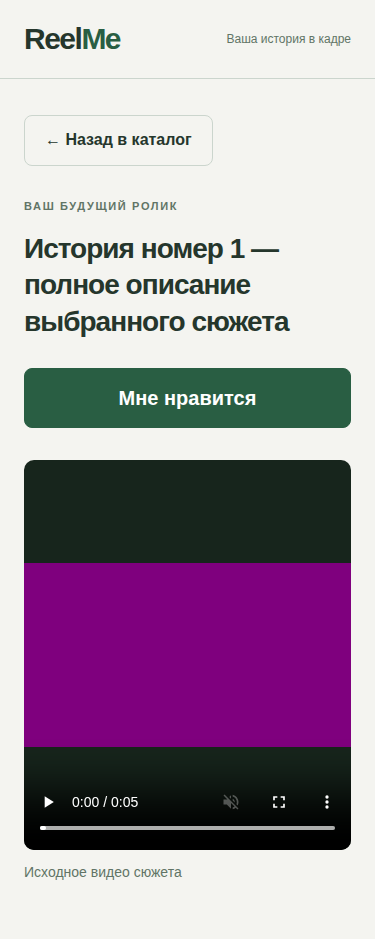 ReelMe
Ваша история в кадре
← Назад в каталог
ВАШ БУДУЩИЙ РОЛИК
История номер 1 —
полное описание
выбранного сюжета
Мне нравится
0:00 / 0:05
Исходное видео сюжета